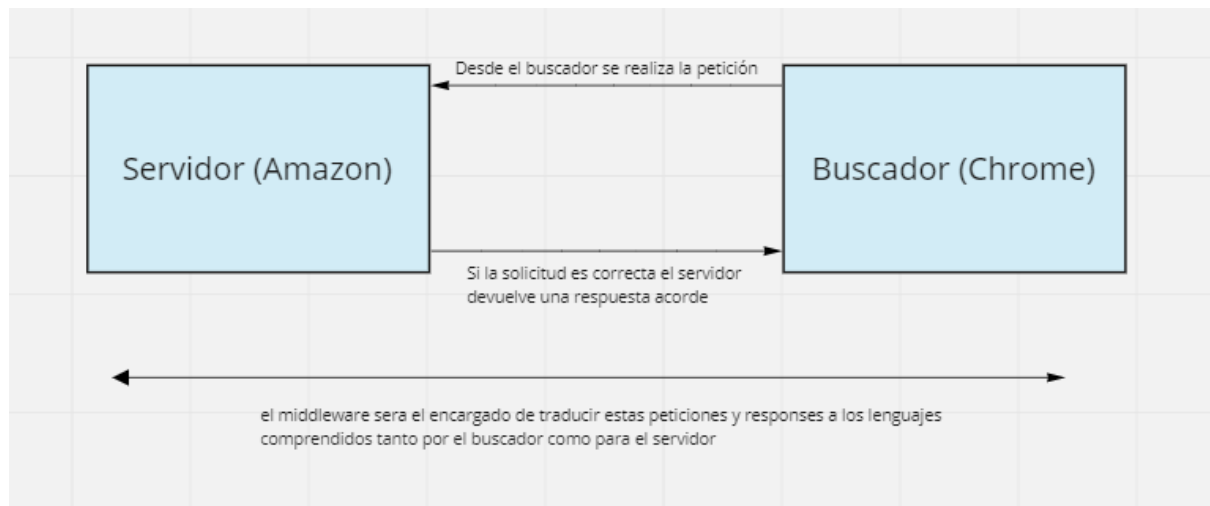 Desde el buscador se realiza la petición
Servidor (Amazon)
Buscador (Chrome)
Si la solicitud es correcta el servidor
devuelve una respuesta acorde
el middleware sera el encargado de traducir estas peticiones y responses a los lenguajes
comprendidos tanto por el buscador como para el servidor